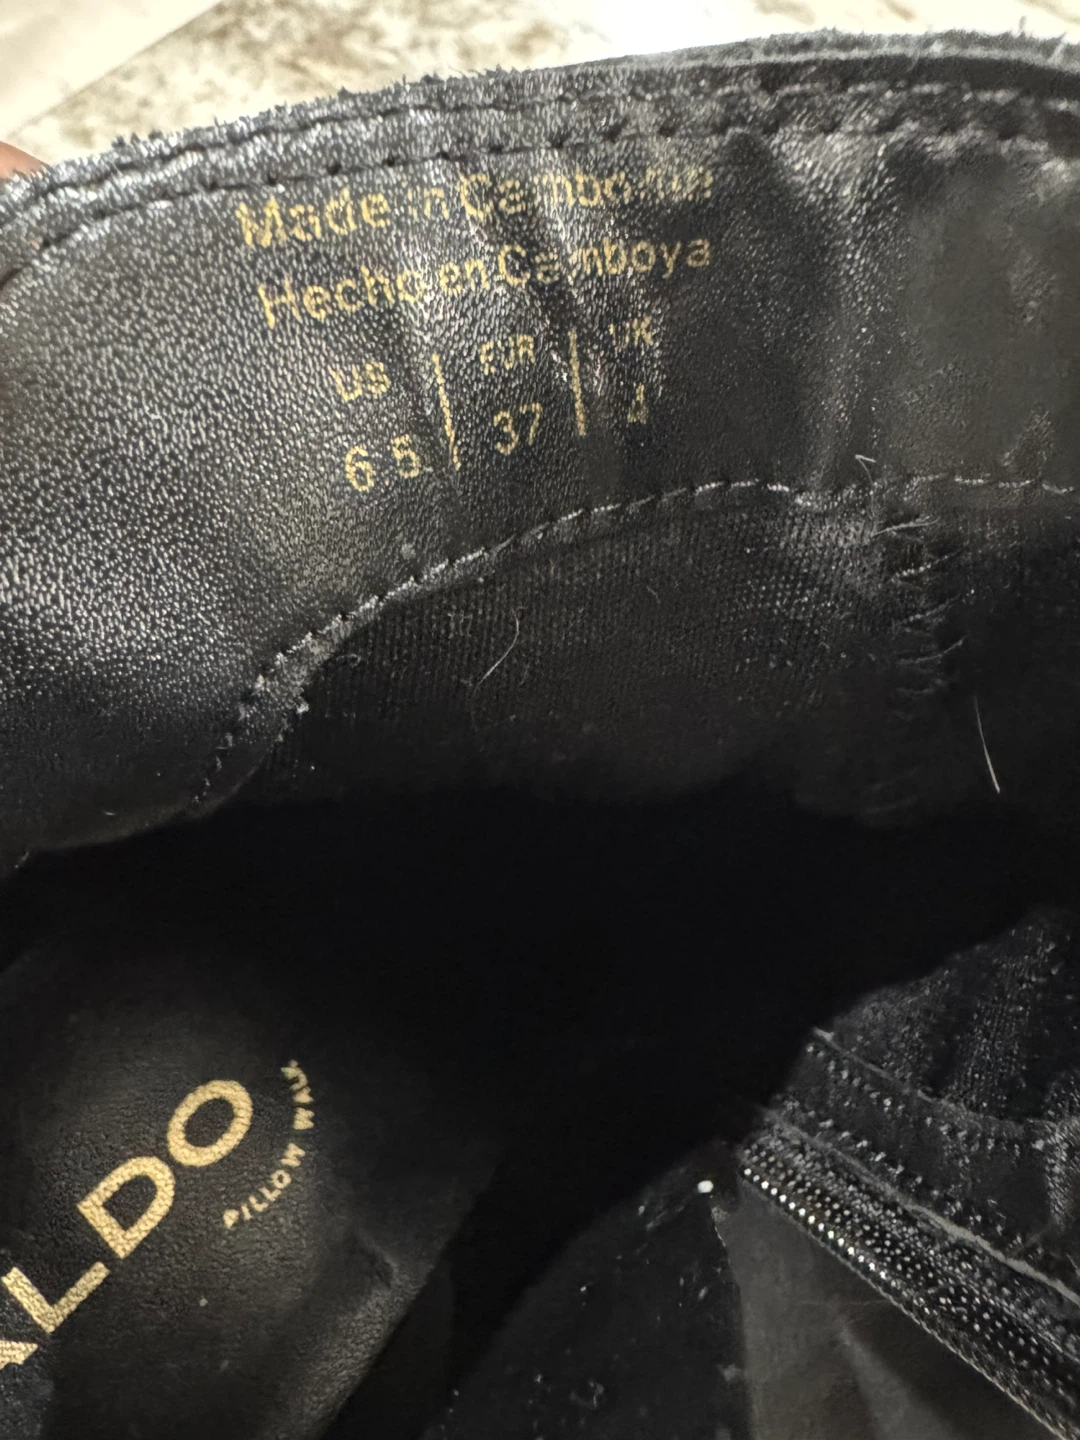 Made in Cambodia
Hecho en Camboya
US | EUR | UK
6.5 | 37 | 4
ALDO
PILLOW WALK